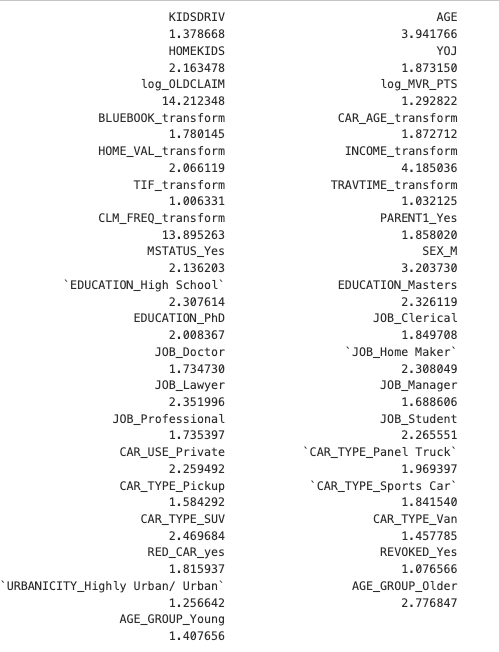 KIDSDRIV AGE
1.378668 3.941766
HOMEKIDS YOJ
2.163478 1.873150
log_OLDCLAIM log_MVR_PTS
14.212348 1.292822
BLUEBOOK_transform CAR_AGE_transform
1.780145 1.872712
HOME_VAL_transform INCOME_transform
2.066119 4.185036
TIF_transform TRAVTIME_transform
1.006331 1.032125
CLM_FREQ_transform PARENT1_Yes
13.895263 1.858020
MSTATUS_Yes SEX_M
2.136203 3.203730
`EDUCATION_High School` EDUCATION_Masters
2.307614 2.326119
EDUCATION_PhD JOB_Clerical
2.008367 1.849708
JOB_Doctor `JOB_Home Maker`
1.734730 2.308049
JOB_Lawyer JOB_Manager
2.351996 1.688606
JOB_Professional JOB_Student
1.735397 2.265551
CAR_USE_Private `CAR_TYPE_Panel Truck`
2.259492 1.969397
CAR_TYPE_Pickup `CAR_TYPE_Sports Car`
1.584292 1.841540
CAR_TYPE_SUV CAR_TYPE_Van
2.469684 1.457785
RED_CAR_yes REVOKED_Yes
1.815937 1.076566
`URBANICITY_Highly Urban/ Urban` AGE_GROUP_Older
1.256642 2.776847
AGE_GROUP_Young
1.407656